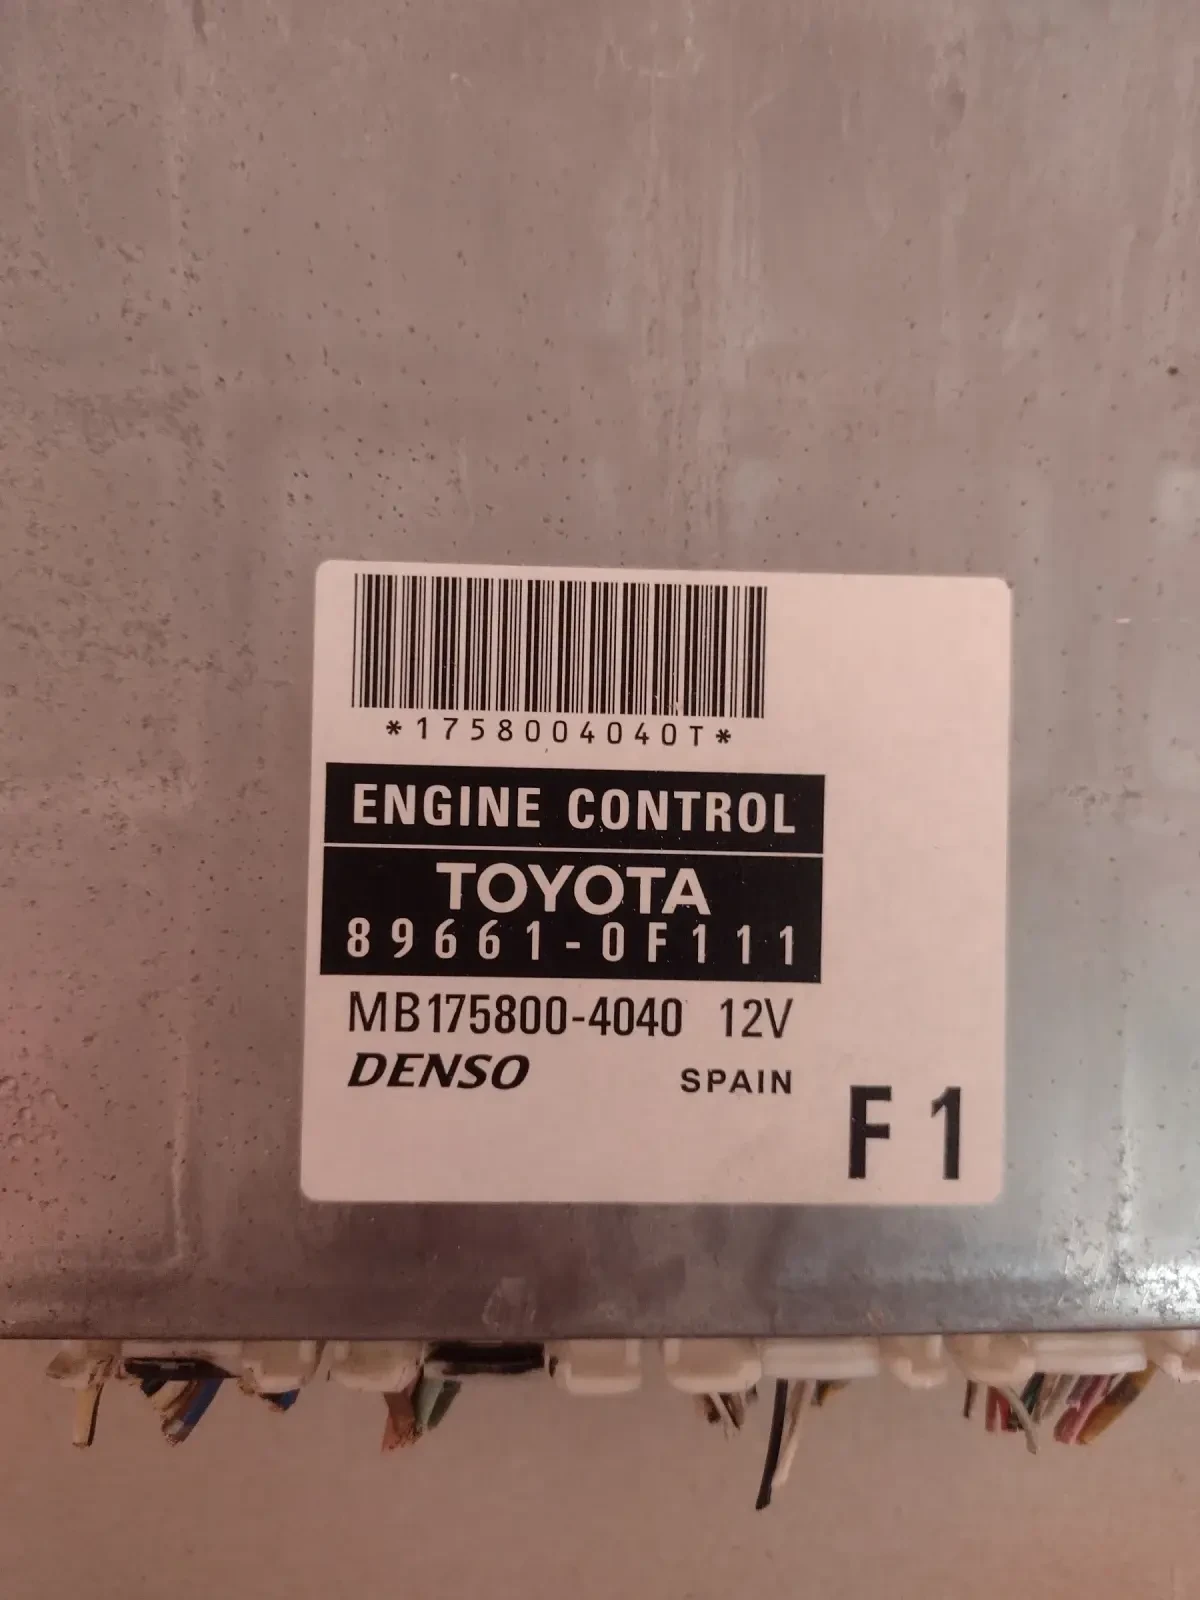 *1758004040T*
ENGINE CONTROL
TOYOTA
89661-0F111
MB175800-4040 12V
DENSO SPAIN
F1